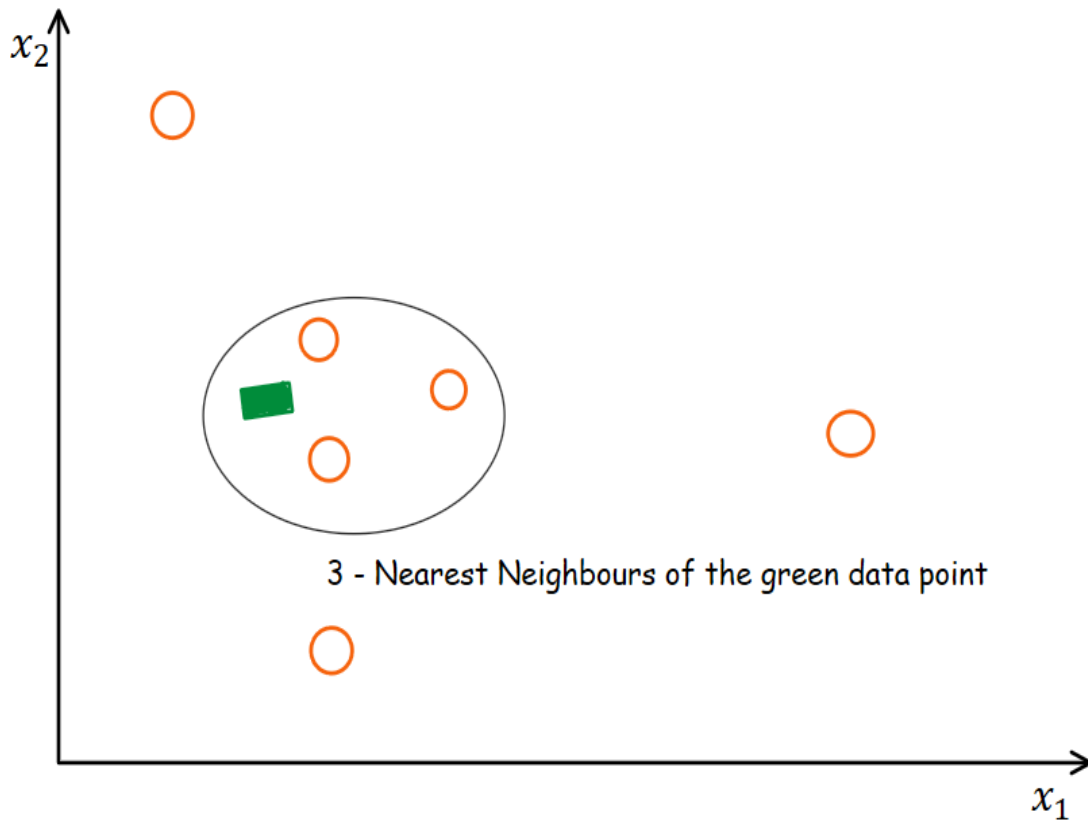 x₂
3 - Nearest Neighbours of the green data point
x₁